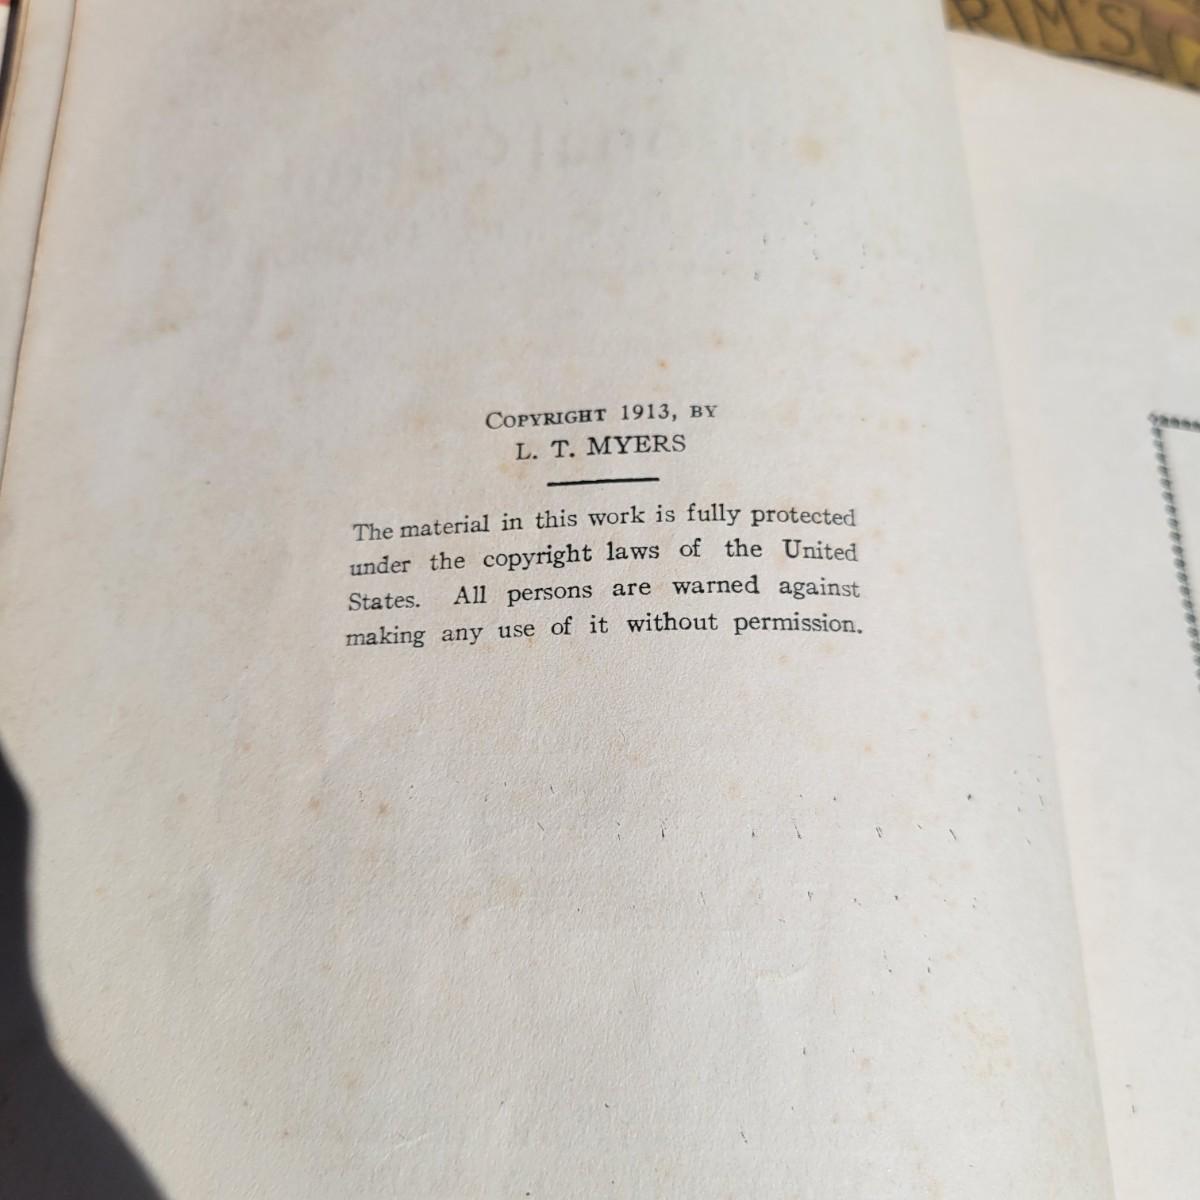 RIM'S
COPYRIGHT 1913, BY
L. T. MYERS
The material in this work is fully protected
under the copyright laws of the United
States. All persons are warned against
making any use of it without permission.